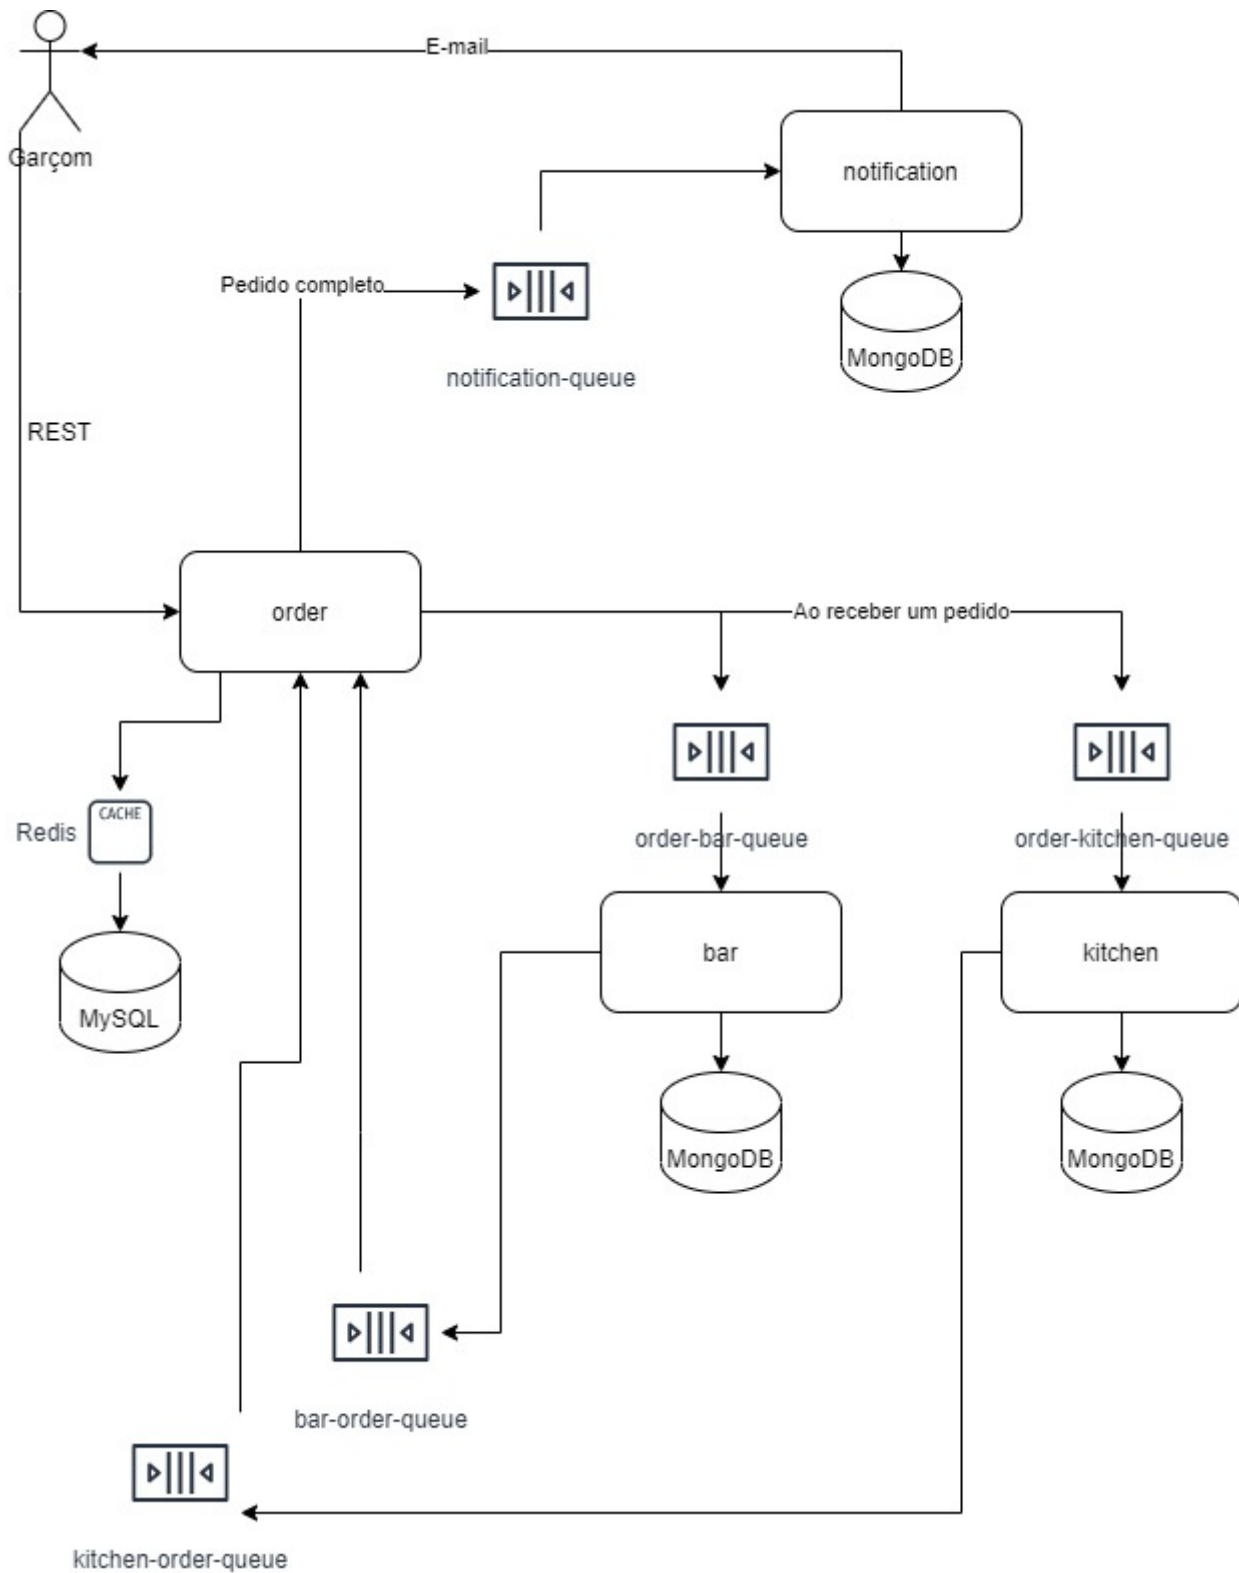 E-mail
Garçom
notification
Pedido completo
MongoDB
notification-queue
REST
order
Ao receber um pedido
CACHE
Redis
order-bar-queue
order-kitchen-queue
bar
kitchen
MySQL
MongoDB
MongoDB
bar-order-queue
kitchen-order-queue